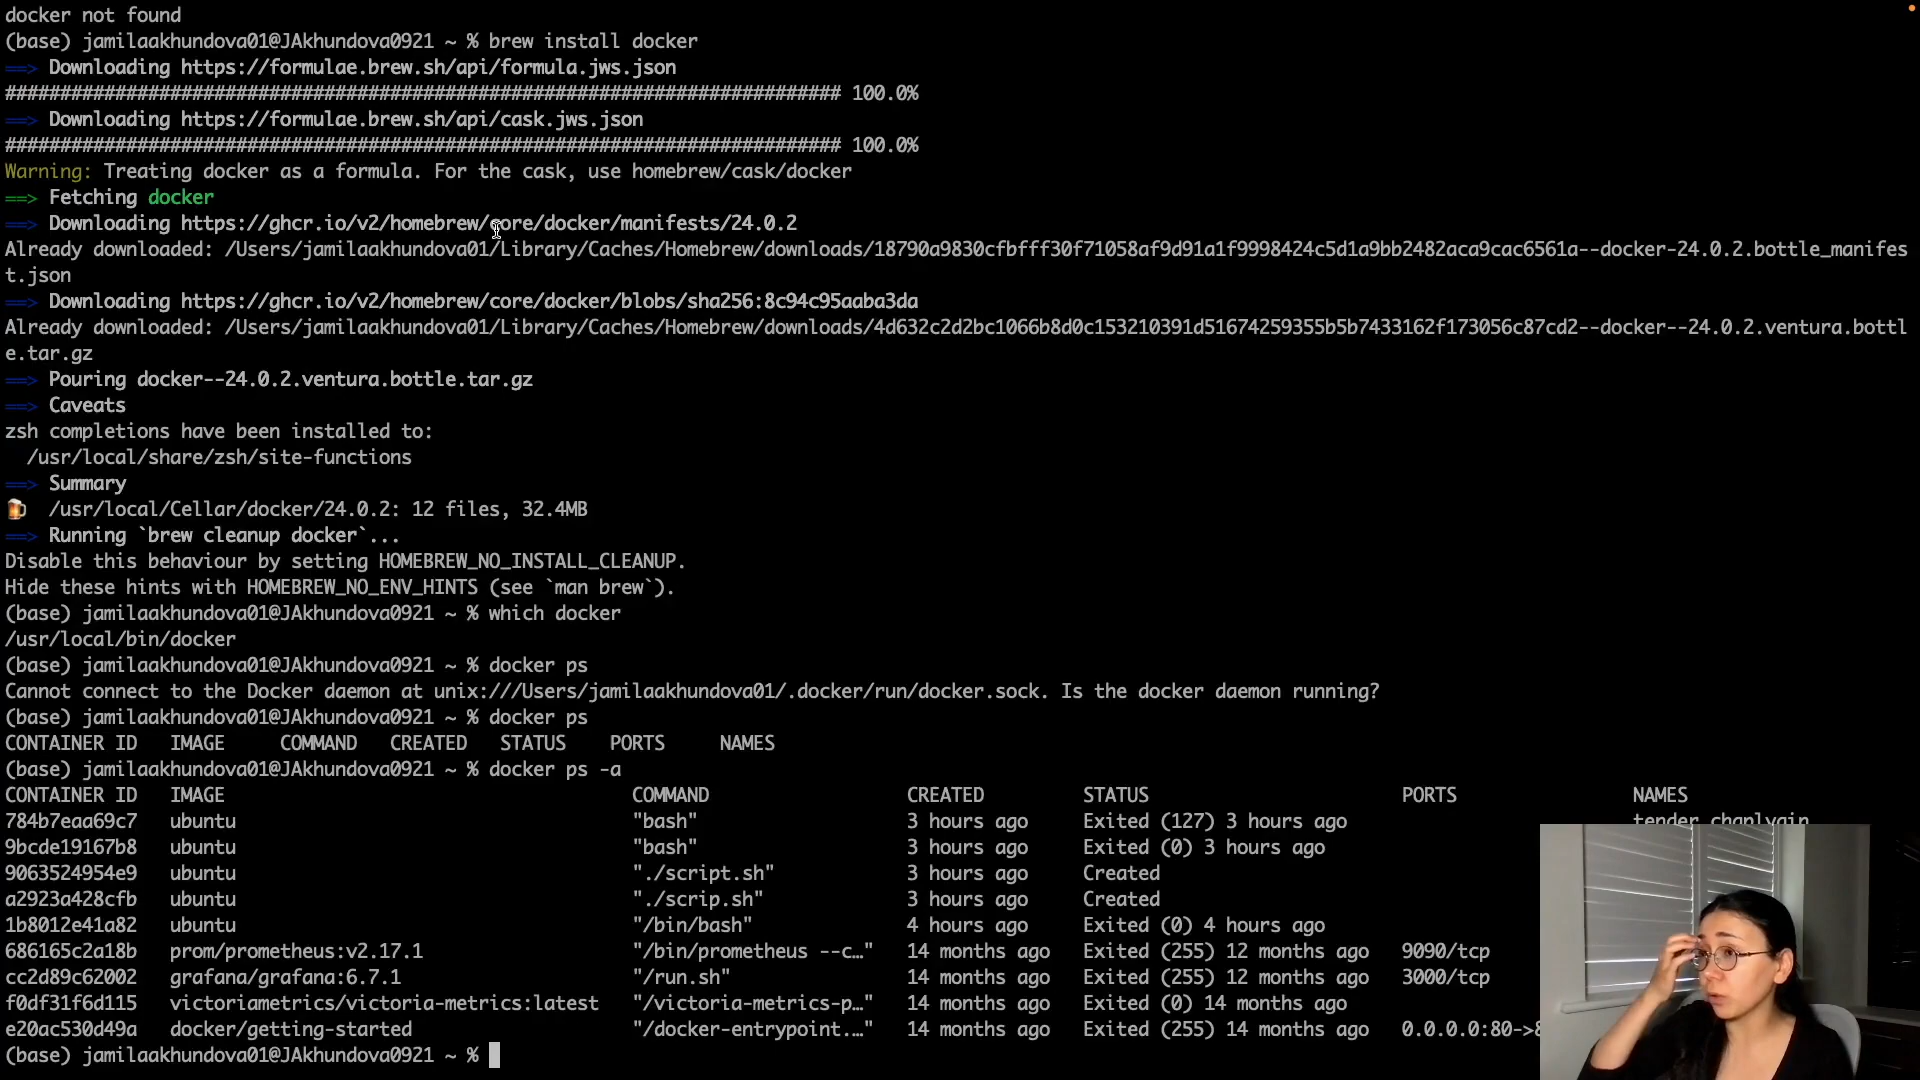 docker not found
(base) jamilaakhundova01@JAkhundova0921 ~ % brew install docker
==> Downloading https://formulae.brew.sh/api/formula.jws.json
############################################################################ 100.0%
==> Downloading https://formulae.brew.sh/api/cask.jws.json
############################################################################ 100.0%
Warning: Treating docker as a formula. For the cask, use homebrew/cask/docker
==> Fetching docker
==> Downloading https://ghcr.io/v2/homebrew/core/docker/manifests/24.0.2
Already downloaded: /Users/jamilaakhundova01/Library/Caches/Homebrew/downloads/18790a9830cfbfff30f71058af9d91a1f9998424c5d1a9bb2482aca9cac6561a--docker-24.0.2.bottle_manifes
t.json
==> Downloading https://ghcr.io/v2/homebrew/core/docker/blobs/sha256:8c94c95aaba3da
Already downloaded: /Users/jamilaakhundova01/Library/Caches/Homebrew/downloads/4d632c2d2bc1066b8d0c153210391d51674259355b5b7433162f173056c87cd2--docker--24.0.2.ventura.bottl
e.tar.gz
==> Pouring docker--24.0.2.ventura.bottle.tar.gz
==> Caveats
zsh completions have been installed to:
  /usr/local/share/zsh/site-functions
==> Summary
🍺  /usr/local/Cellar/docker/24.0.2: 12 files, 32.4MB
==> Running `brew cleanup docker`...
Disable this behaviour by setting HOMEBREW_NO_INSTALL_CLEANUP.
Hide these hints with HOMEBREW_NO_ENV_HINTS (see `man brew`).
(base) jamilaakhundova01@JAkhundova0921 ~ % which docker
/usr/local/bin/docker
(base) jamilaakhundova01@JAkhundova0921 ~ % docker ps
Cannot connect to the Docker daemon at unix:///Users/jamilaakhundova01/.docker/run/docker.sock. Is the docker daemon running?
(base) jamilaakhundova01@JAkhundova0921 ~ % docker ps
CONTAINER ID   IMAGE     COMMAND   CREATED   STATUS    PORTS     NAMES
(base) jamilaakhundova01@JAkhundova0921 ~ % docker ps -a
CONTAINER ID   IMAGE                                     COMMAND                  CREATED         STATUS                       PORTS                NAMES
784b7eaa69c7   ubuntu                                    "bash"                   3 hours ago     Exited (127) 3 hours ago                          tender_chaplygin
9bcde19167b8   ubuntu                                    "bash"                   3 hours ago     Exited (0) 3 hours ago
9063524954e9   ubuntu                                    "./script.sh"            3 hours ago     Created
a2923a428cfb   ubuntu                                    "./scrip.sh"             3 hours ago     Created
1b8012e41a82   ubuntu                                    "/bin/bash"              4 hours ago     Exited (0) 4 hours ago
686165c2a18b   prom/prometheus:v2.17.1                   "/bin/prometheus --c…"   14 months ago   Exited (255) 12 months ago   9090/tcp
cc2d89c62002   grafana/grafana:6.7.1                     "/run.sh"                14 months ago   Exited (255) 12 months ago   3000/tcp
f0df31f6d115   victoriametrics/victoria-metrics:latest   "/victoria-metrics-p…"   14 months ago   Exited (0) 14 months ago
e20ac530d49a   docker/getting-started                    "/docker-entrypoint.…"   14 months ago   Exited (255) 14 months ago   0.0.0.0:80->
(base) jamilaakhundova01@JAkhundova0921 ~ %